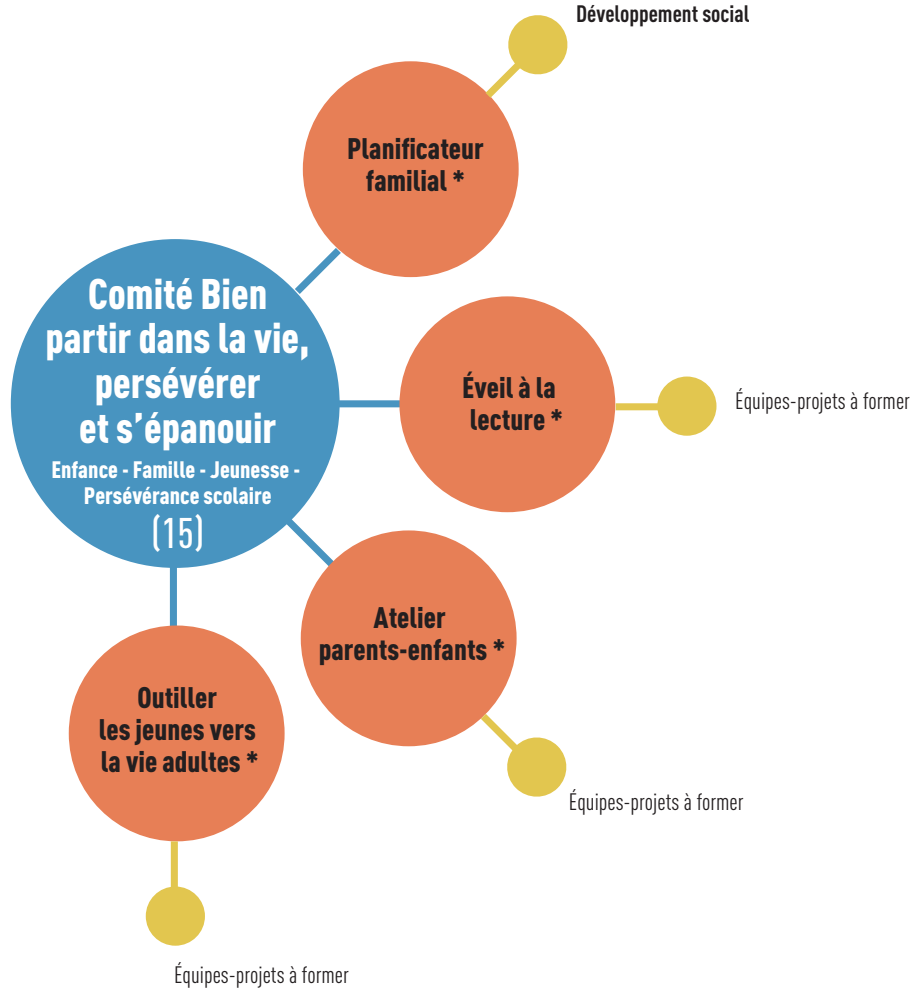 Développement social
Planificateur
familial *
Comité Bien
partir dans la vie,
persévérer
et s'épanouir
Enfance - Famille - Jeunesse -
Persévérance scolaire
(15)
Éveil à la
lecture *
Équipes-projets à former
Atelier
parents-enfants *
Équipes-projets à former
Outiller
les jeunes vers
la vie adultes *
Équipes-projets à former